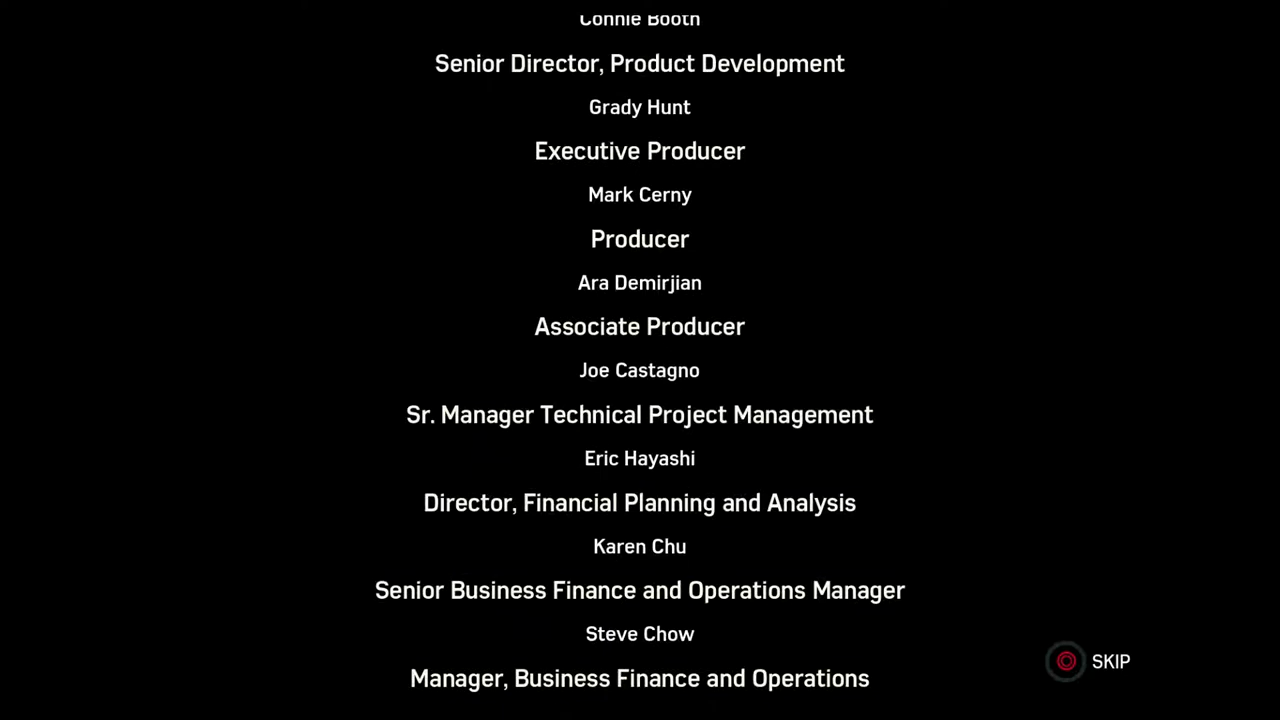 Connie Booth
Senior Director, Product Development
Grady Hunt
Executive Producer
Mark Cerny
Producer
Ara Demirjian
Associate Producer
Joe Castagno
Sr. Manager Technical Project Management
Eric Hayashi
Director, Financial Planning and Analysis
Karen Chu
Senior Business Finance and Operations Manager
Steve Chow
SKIP
Manager, Business Finance and Operations